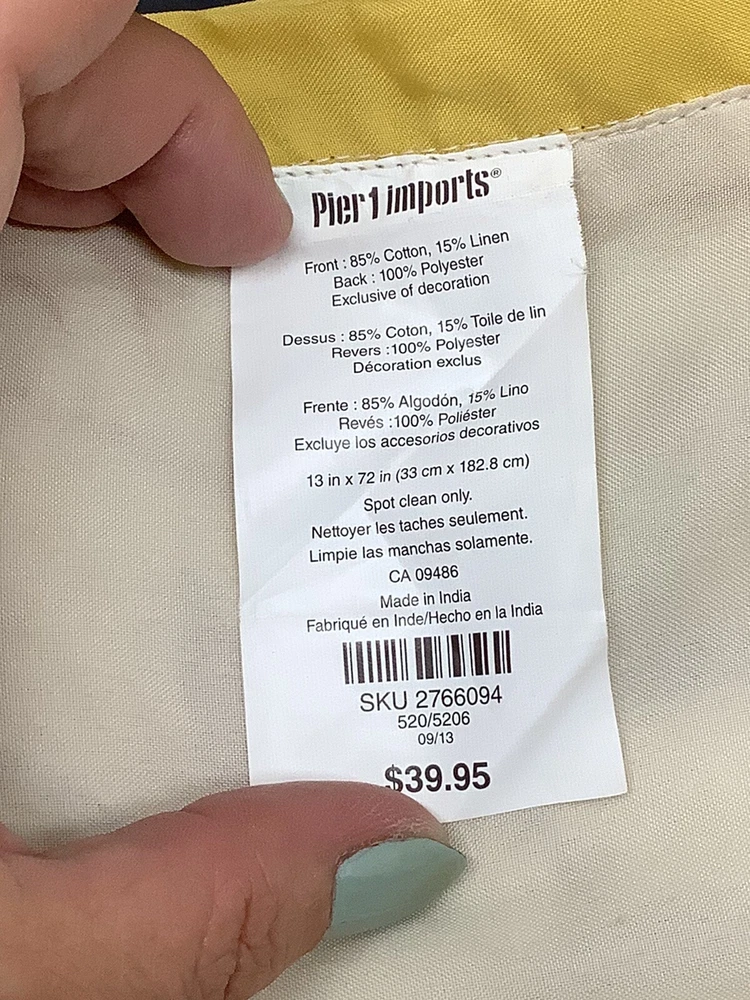 Pier 1 imports®
Front : 85% Cotton, 15% Linen
Back : 100% Polyester
Exclusive of decoration
Dessus : 85% Coton, 15% Toile de lin
Revers :100% Polyester
Décoration exclus
Frente : 85% Algodón, 15% Lino
Revés :100% Poliéster
Excluye los accesorios decorativos
13 in x 72 in (33 cm x 182.8 cm)
Spot clean only.
Nettoyer les taches seulement.
Limpie las manchas solamente.
CA 09486
Made in India
Fabriqué en Inde/Hecho en la India
SKU 2766094
520/5206
09/13
$39.95